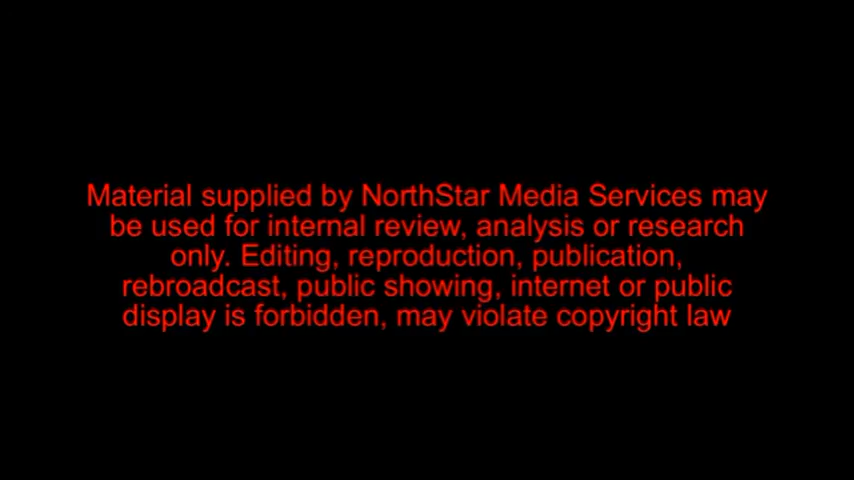 Material supplied by NorthStar Media Services may
be used for internal review, analysis or research
only. Editing, reproduction, publication,
rebroadcast, public showing, internet or public
display is forbidden, may violate copyright law